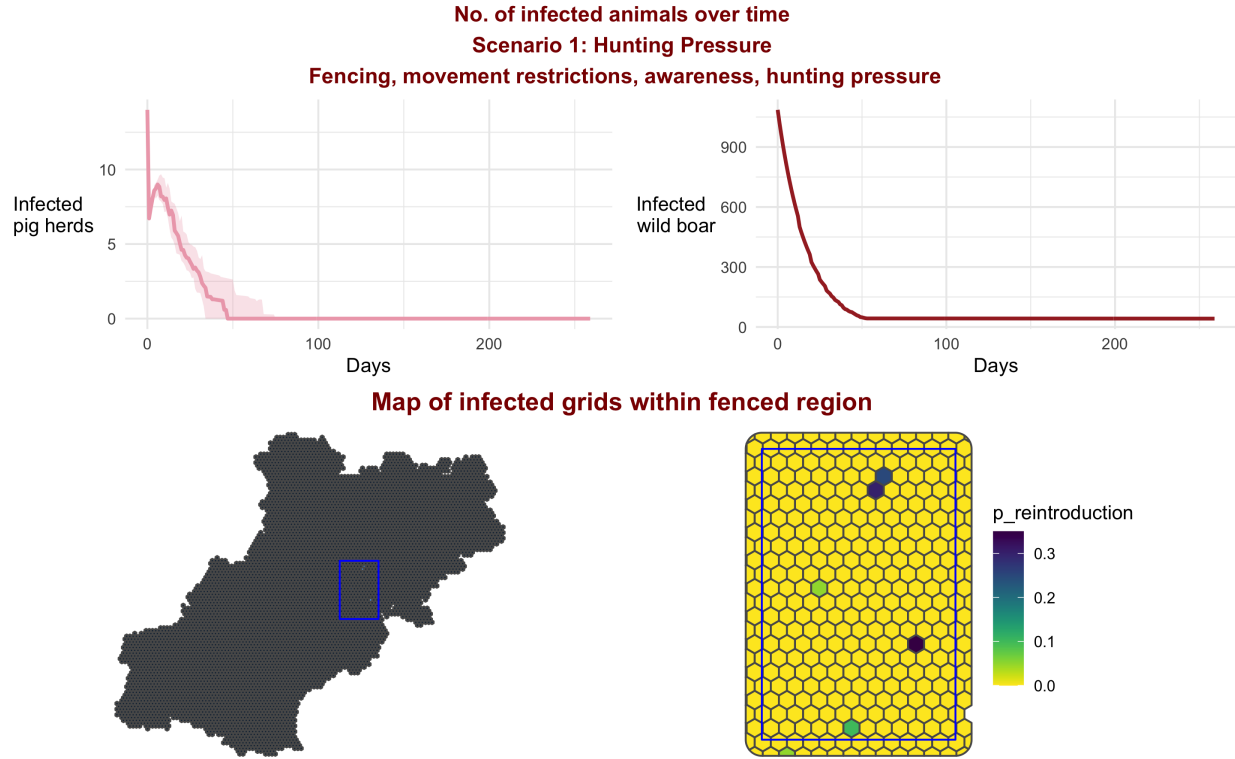 No. of infected animals over time
Scenario 1: Hunting Pressure
Fencing, movement restrictions, awareness, hunting pressure
10
5
0
Infected
pig herds
0 100 200
Days
900
600
300
0
Infected
wild boar
0 100 200
Days
Map of infected grids within fenced region
p_reintroduction
0.3
0.2
0.1
0.0